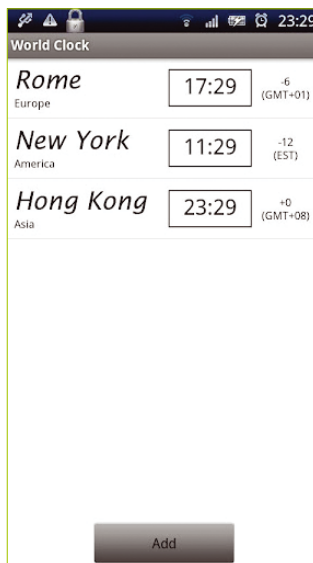 23:29
World Clock
Rome
Europe
17:29
-6
(GMT+01)
New York
America
11:29
-12
(EST)
Hong Kong
Asia
23:29
+0
(GMT+08)
Add